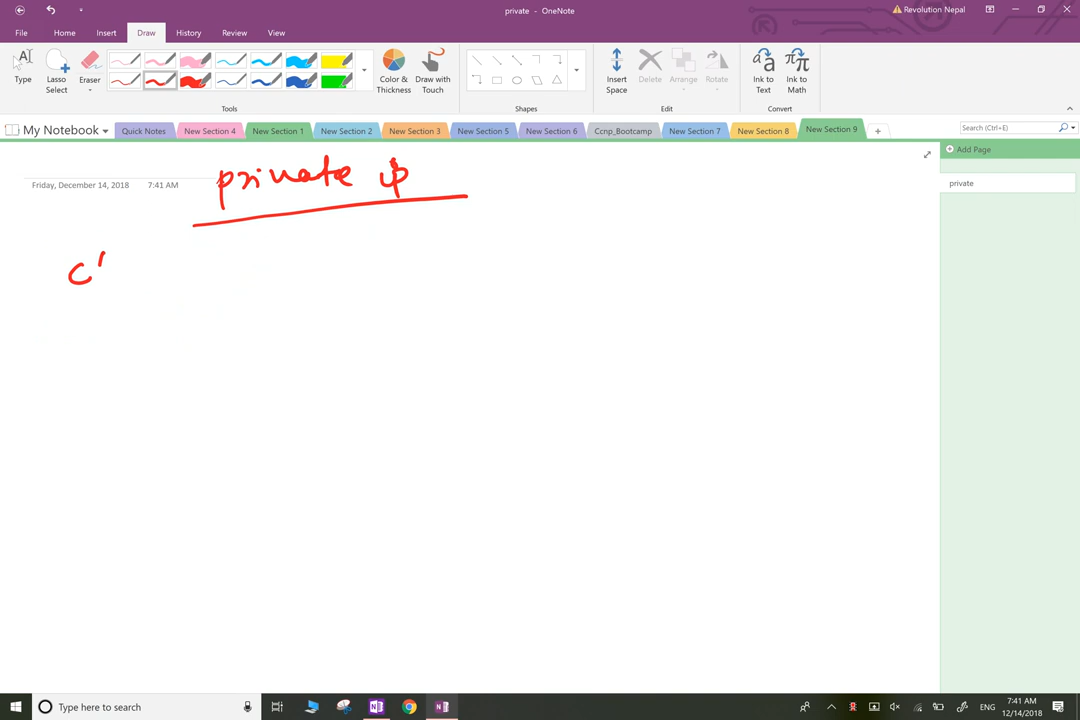 private - OneNote
Revolution Nepal
File Home Insert Draw History Review View
Type
Lasso Select
Eraser
Color & Thickness
Draw with Touch
Insert Space
Delete
Arrange
Rotate
Ink to Text
Ink to Math
Tools Shapes Edit Convert
My Notebook Quick Notes New Section 4 New Section 1 New Section 2 New Section 3 New Section 5 New Section 6 Ccnp_Bootcamp New Section 7 New Section 8 New Section 9 Search (Ctrl+E)
Add Page
private
private ip
Friday, December 14, 2018 7:41 AM
Type here to search
ENG
7:41 AM
12/14/2018